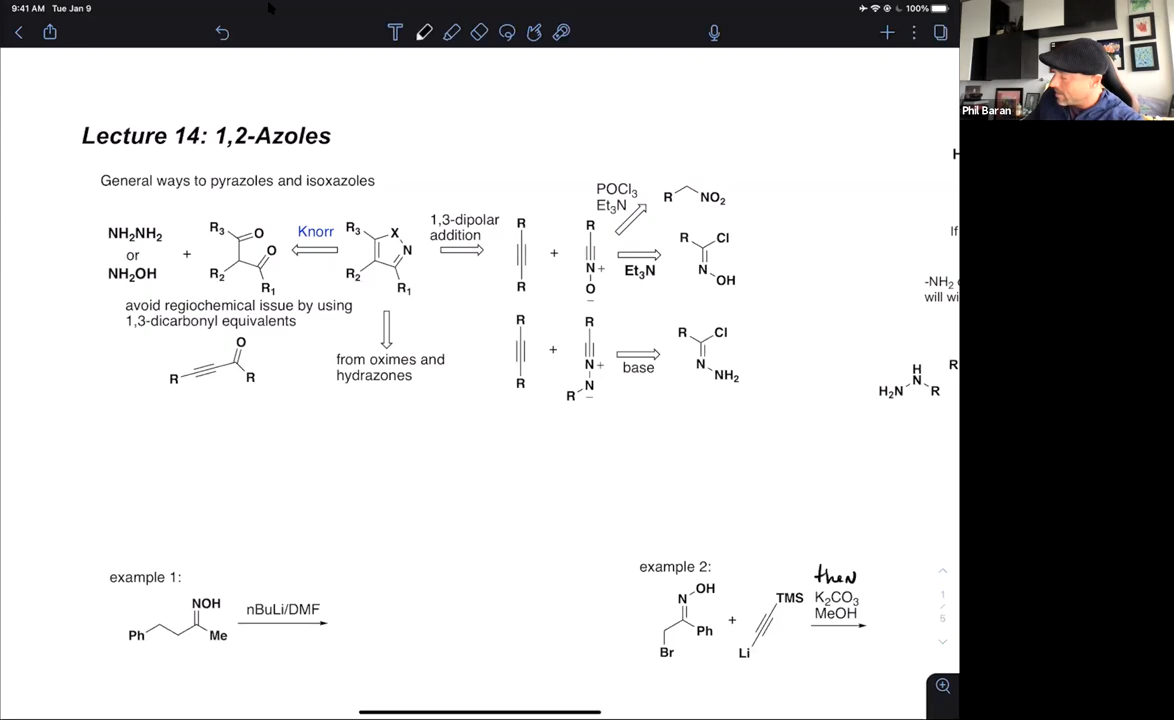 9:41 AM Tue Jan 9
100%
Phil Baran
Lecture 14: 1,2-Azoles
General ways to pyrazoles and isoxazoles
NH2NH2
or
NH2OH
+
R3
O
O
R2
R1
Knorr
R3
X
N
R2
R1
1,3-dipolar
addition
R
R
+
R
N+
O
−
Et3N
POCl3
Et3N
R
NO2
R
Cl
N
OH
avoid regiochemical issue by using
1,3-dicarbonyl equivalents
R
O
R
from oximes and
hydrazones
R
R
+
R
N+
N
R
−
base
R
Cl
N
NH2
H
If
-NH2
will wi
H
H2N
N
R
R
example 1:
NOH
Ph
Me
nBuLi/DMF
example 2:
OH
N
Ph
Br
+
TMS
Li
then
K2CO3
MeOH
1
/
5